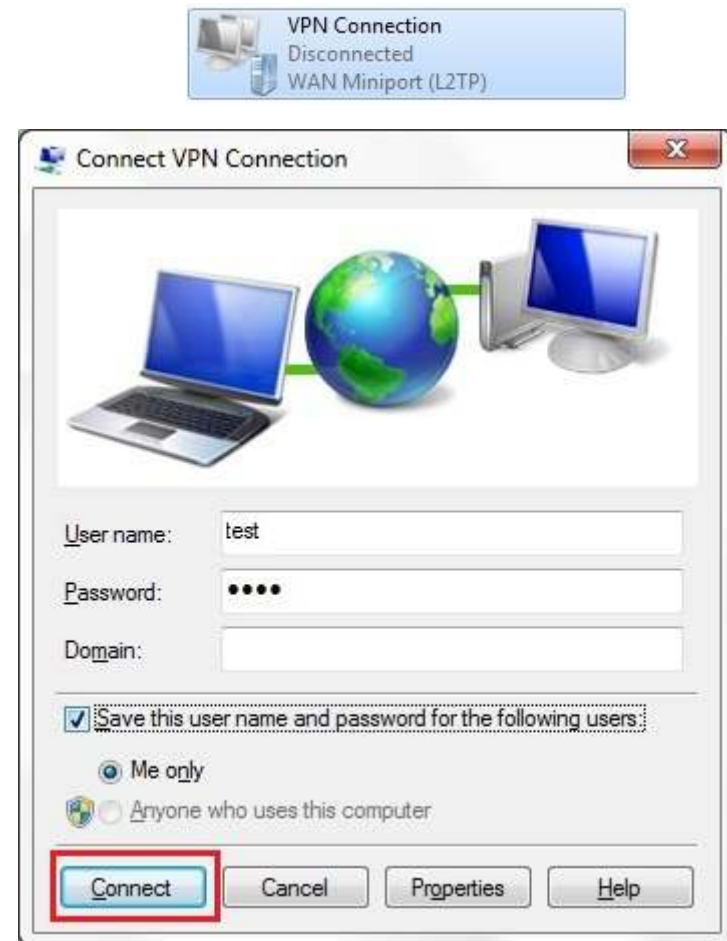 VPN Connection
Disconnected
WAN Miniport (L2TP)
Connect VPN Connection
User name: test
Password: ••••
Domain:
Save this user name and password for the following users:
Me only
Anyone who uses this computer
Connect Cancel Properties Help